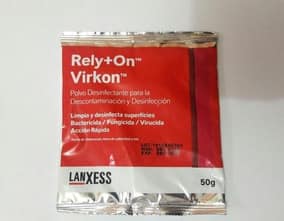 Rely+On™
Virkon™
Polvo Desinfectante para la
Descontaminación y Desinfección
Limpia y desinfecta superficies
Bactericida / Fungicida / Virucida
Acción Rápida
LANXESS
50g